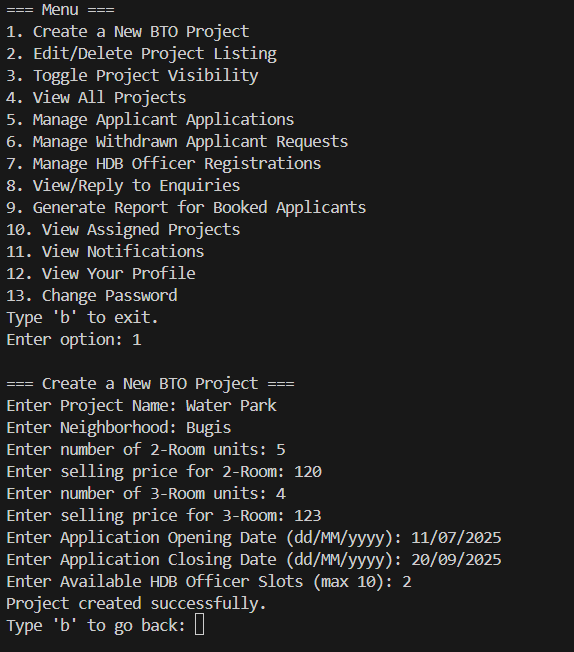 === Menu ===
1. Create a New BTO Project
2. Edit/Delete Project Listing
3. Toggle Project Visibility
4. View All Projects
5. Manage Applicant Applications
6. Manage Withdrawn Applicant Requests
7. Manage HDB Officer Registrations
8. View/Reply to Enquiries
9. Generate Report for Booked Applicants
10. View Assigned Projects
11. View Notifications
12. View Your Profile
13. Change Password
Type 'b' to exit.
Enter option: 1

=== Create a New BTO Project ===
Enter Project Name: Water Park
Enter Neighborhood: Bugis
Enter number of 2-Room units: 5
Enter selling price for 2-Room: 120
Enter number of 3-Room units: 4
Enter selling price for 3-Room: 123
Enter Application Opening Date (dd/MM/yyyy): 11/07/2025
Enter Application Closing Date (dd/MM/yyyy): 20/09/2025
Enter Available HDB Officer Slots (max 10): 2
Project created successfully.
Type 'b' to go back: